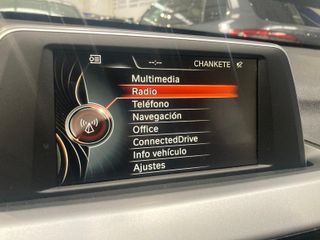 --:-- CHANKETE
Multimedia
Radio
Teléfono
Navegación
Office
ConnectedDrive
Info vehículo
Ajustes